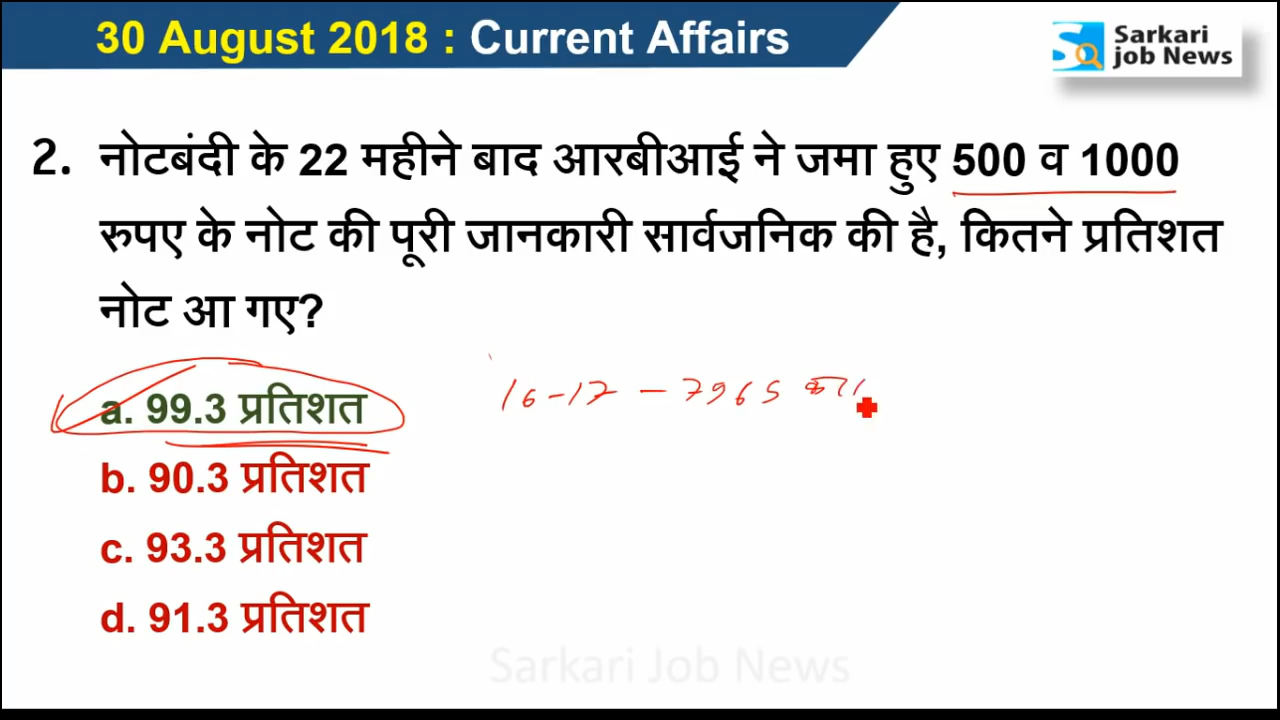 30 August 2018 : Current Affairs
Sarkari
Job News
2. नोटबंदी के 22 महीने बाद आरबीआई ने जमा हुए 500 व 1000
रुपए के नोट की पूरी जानकारी सार्वजनिक की है, कितने प्रतिशत
नोट आ गए?
a. 99.3 प्रतिशत
16-17 - 7965
b. 90.3 प्रतिशत
c. 93.3 प्रतिशत
d. 91.3 प्रतिशत
Sarkari Job News